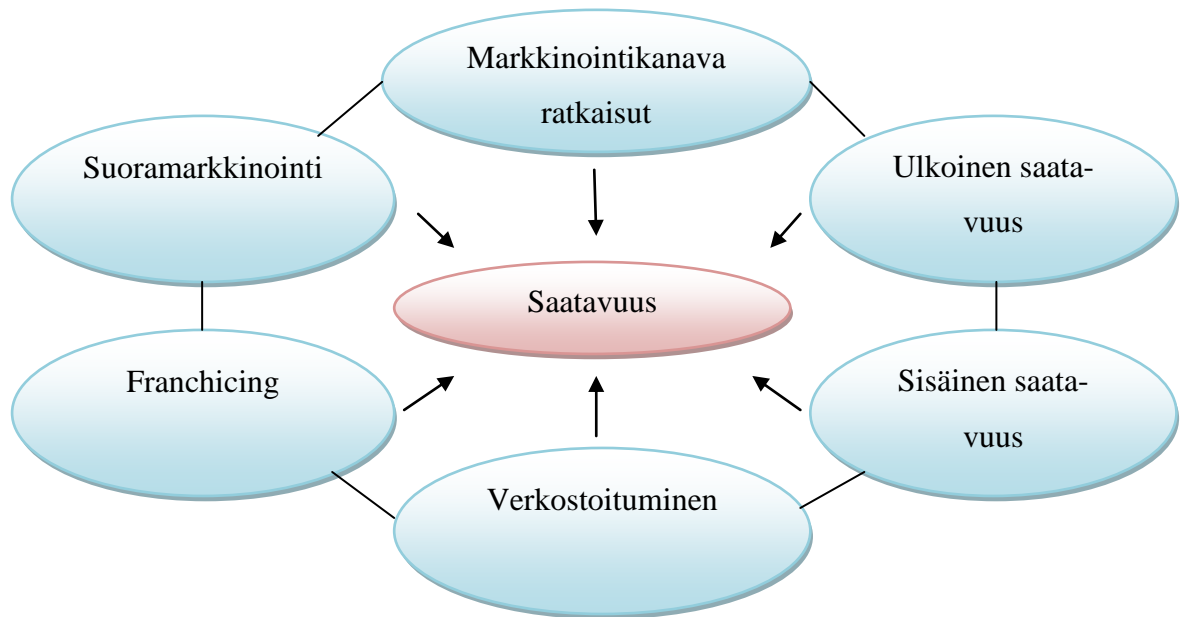 Markkinointikanava
ratkaisut
Suoramarkkinointi
Ulkoinen saata-
vuus
Saatavuus
Franchicing
Sisäinen saata-
vuus
Verkostoituminen